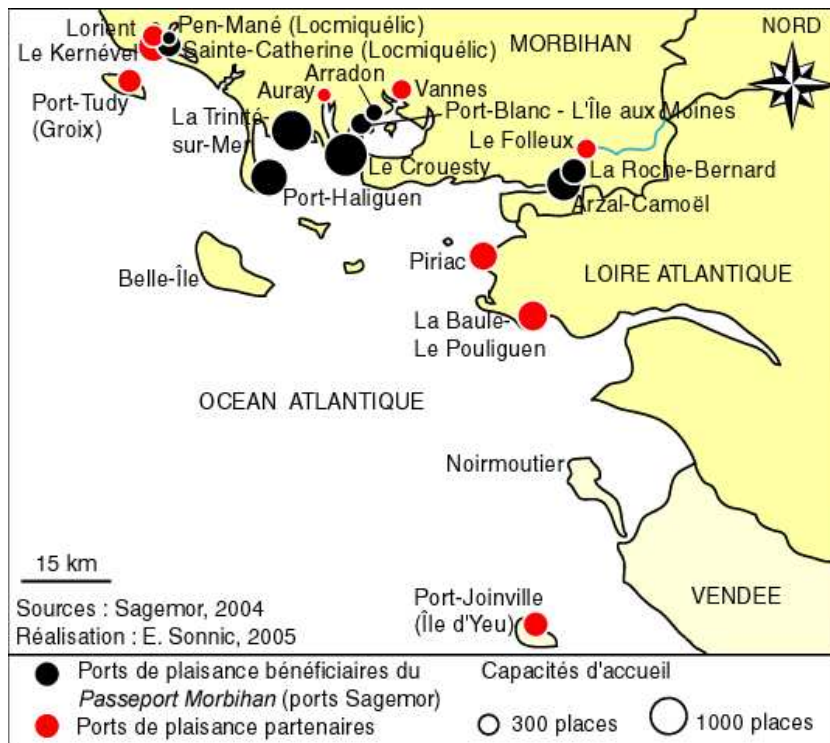 Lorient
Pen-Mané (Locmiquélic)
Le Kernével
Sainte-Catherine (Locmiquélic)
MORBIHAN
NORD
Port-Tudy
(Groix)
Auray
Arradon
Vannes
La Trinité-
sur-Mer
Port-Blanc - L'Île aux Moines
Le Folleux
Le Crouesty
La Roche-Bernard
Port-Haliguen
Arzal-Camoël
Belle-Île
Piriac
LOIRE ATLANTIQUE
La Baule-
Le Pouliguen
OCEAN ATLANTIQUE
Noirmoutier
15 km
Sources : Sagemor, 2004
Réalisation : E. Sonnic, 2005
Port-Joinville
(Île d'Yeu)
VENDEE
Ports de plaisance bénéficiaires du
Passeport Morbihan (ports Sagemor)
Ports de plaisance partenaires
Capacités d'accueil
300 places
1000 places